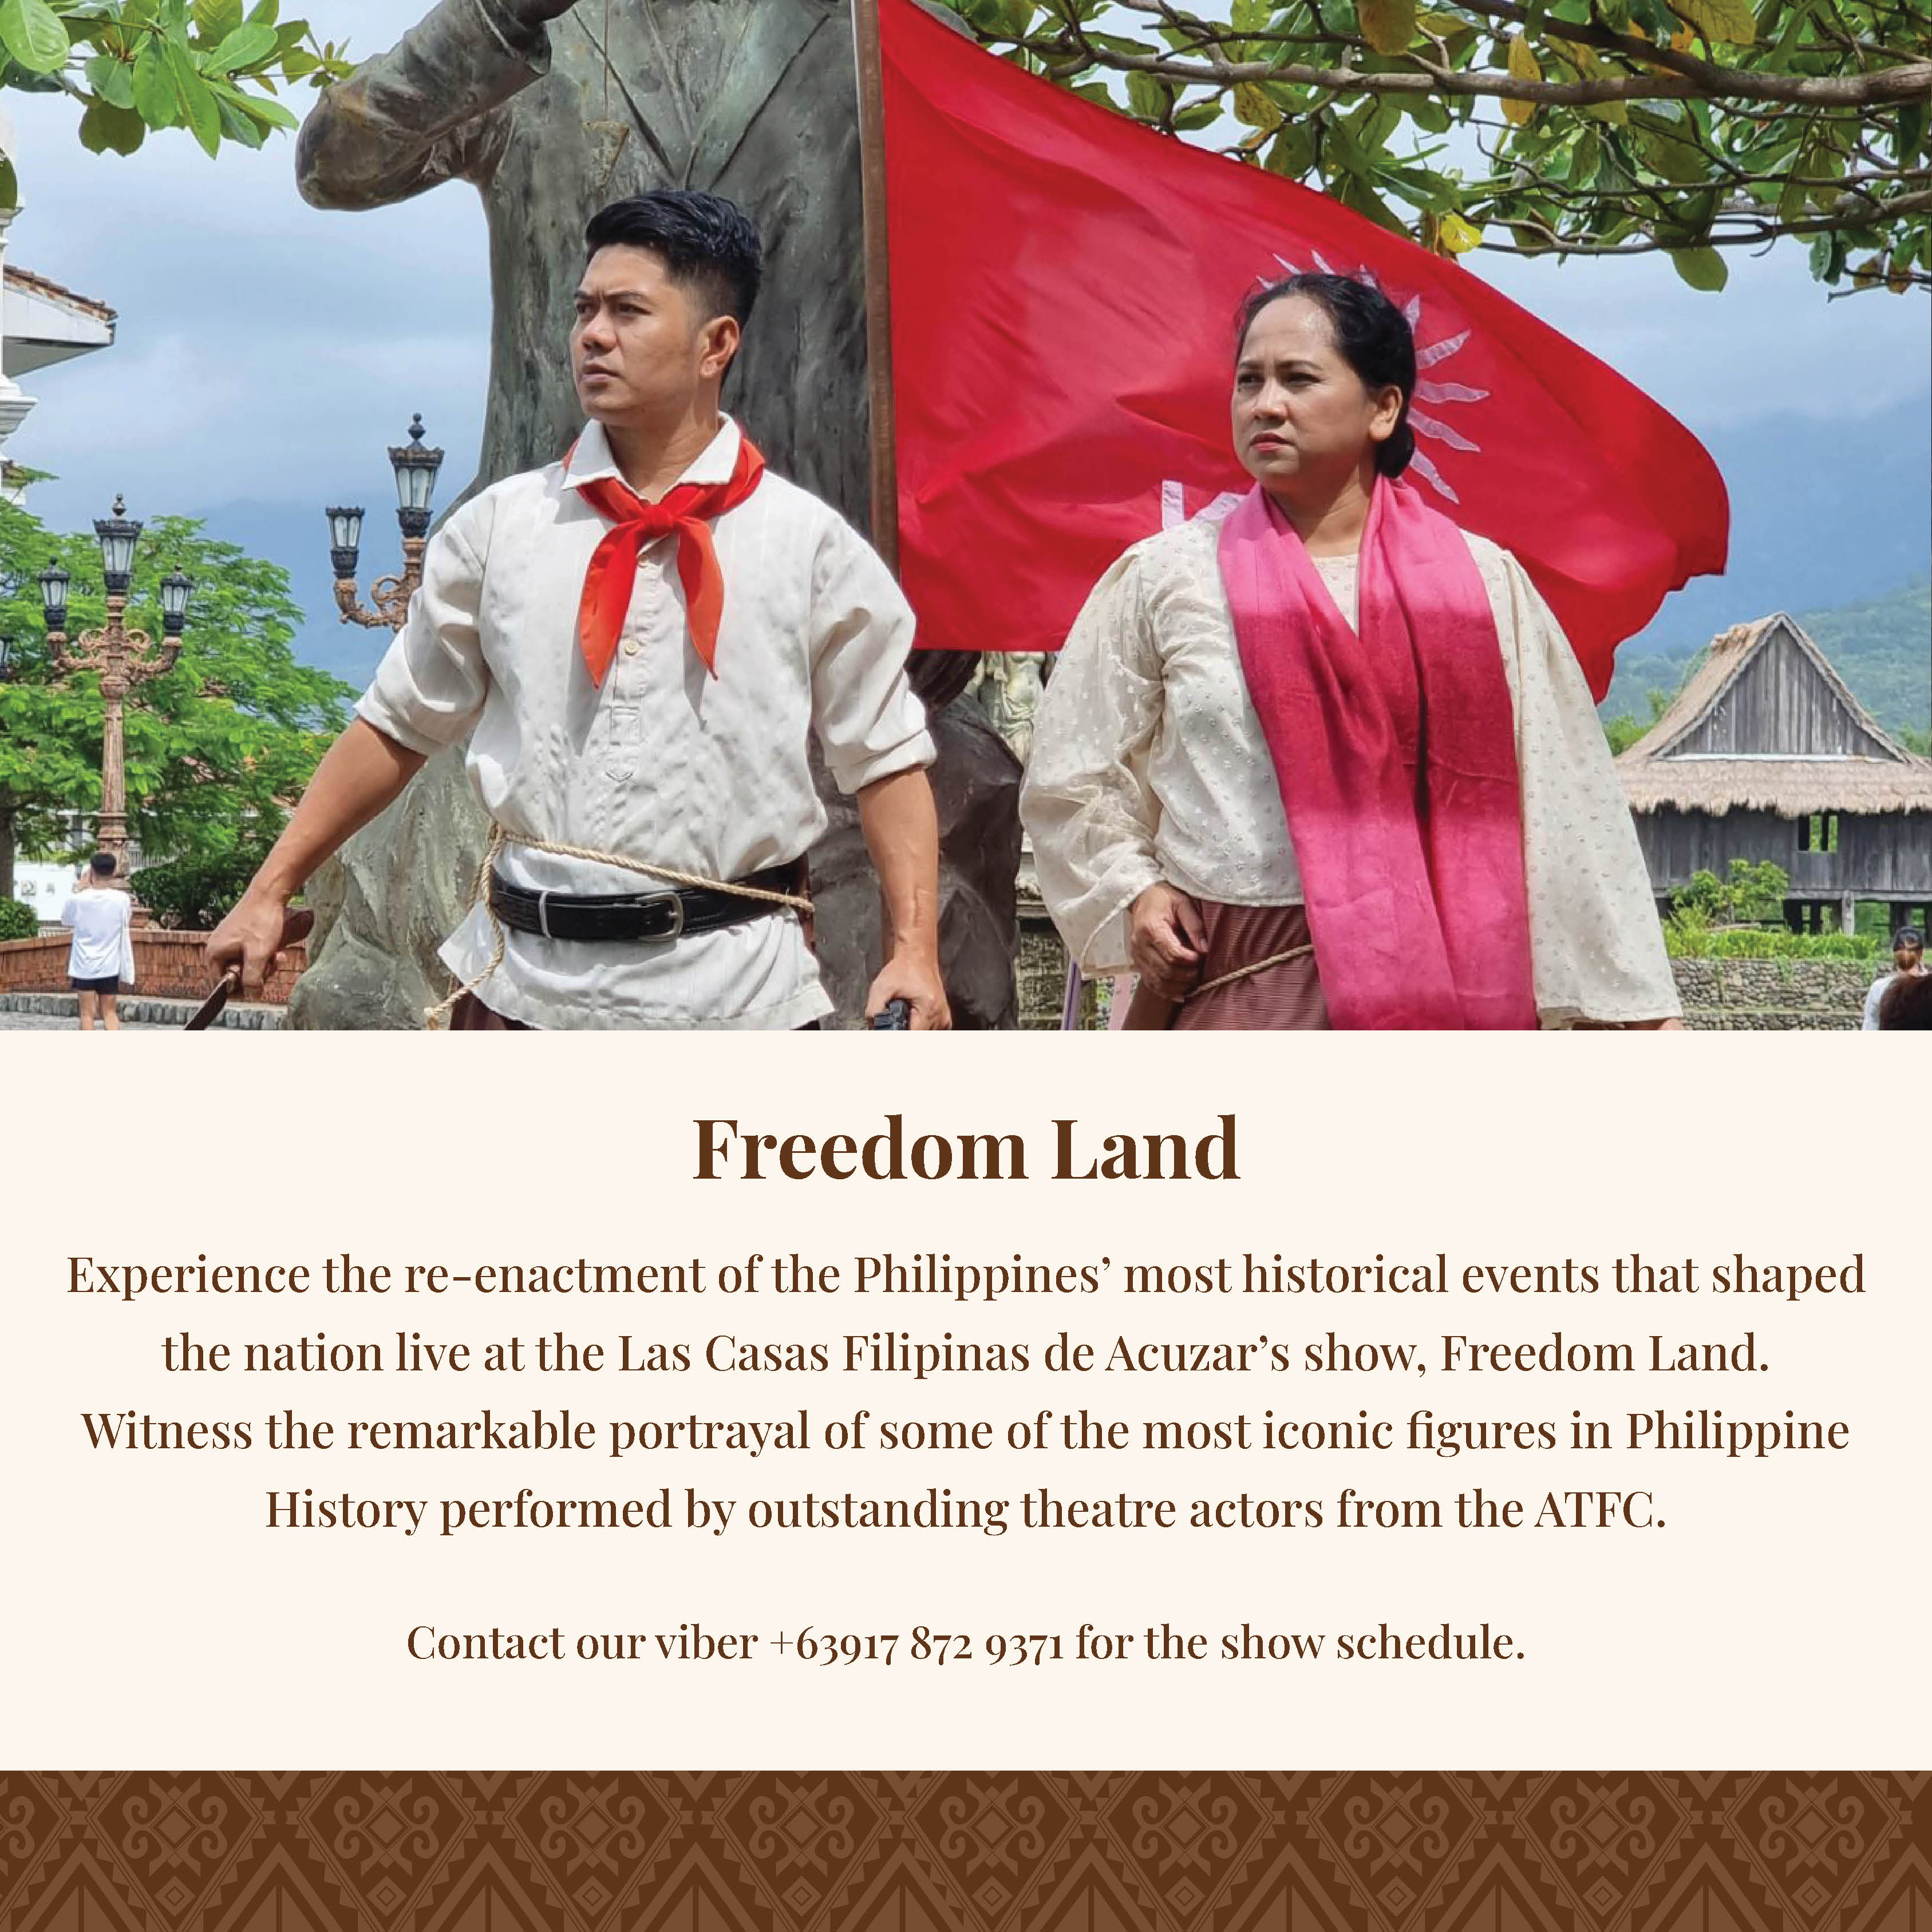 Freedom Land
Experience the re-enactment of the Philippines’ most historical events that shaped
the nation live at the Las Casas Filipinas de Acuzar’s show, Freedom Land.
Witness the remarkable portrayal of some of the most iconic figures in Philippine
History performed by outstanding theatre actors from the ATFC.
Contact our viber +63917 872 9371 for the show schedule.